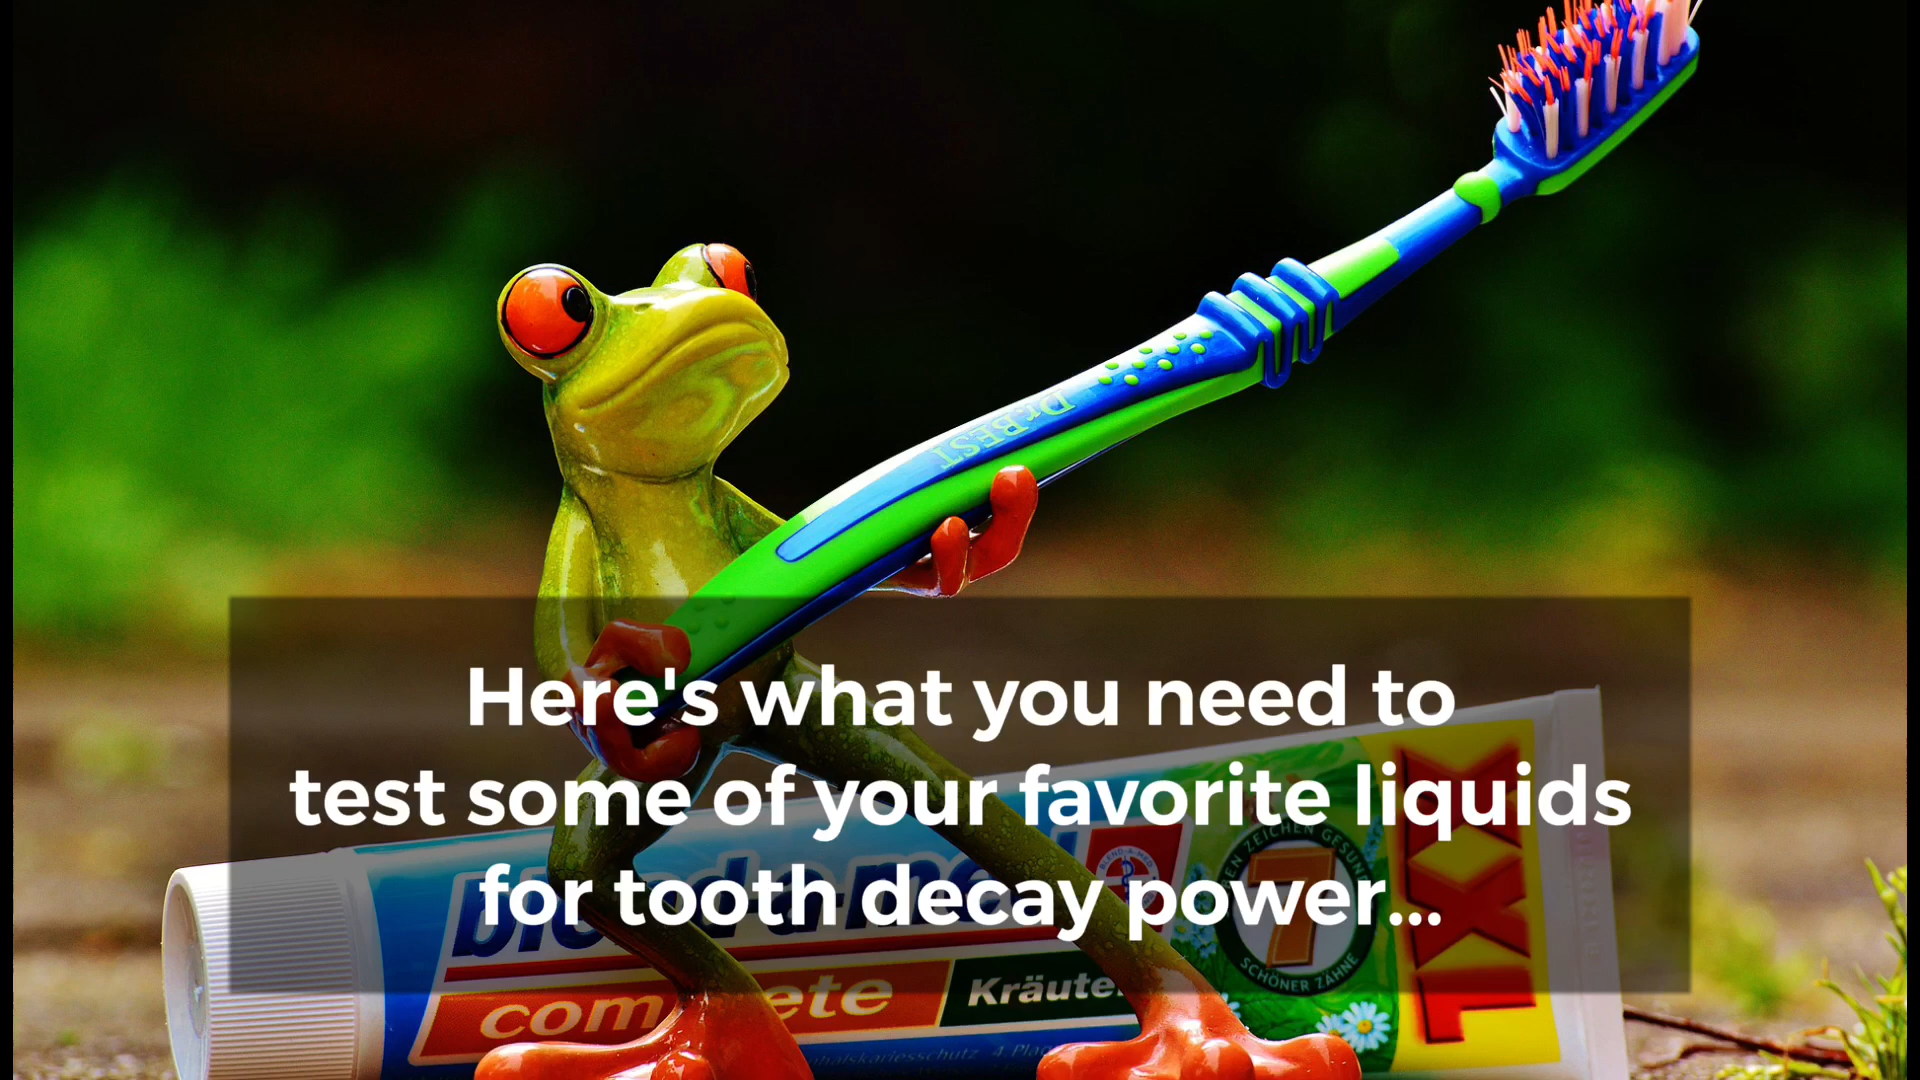 Dr.BEST
Here's what you need to
test some of your favorite liquids
for tooth decay power...
XXL
7
SCHÖNER ZÄHNE